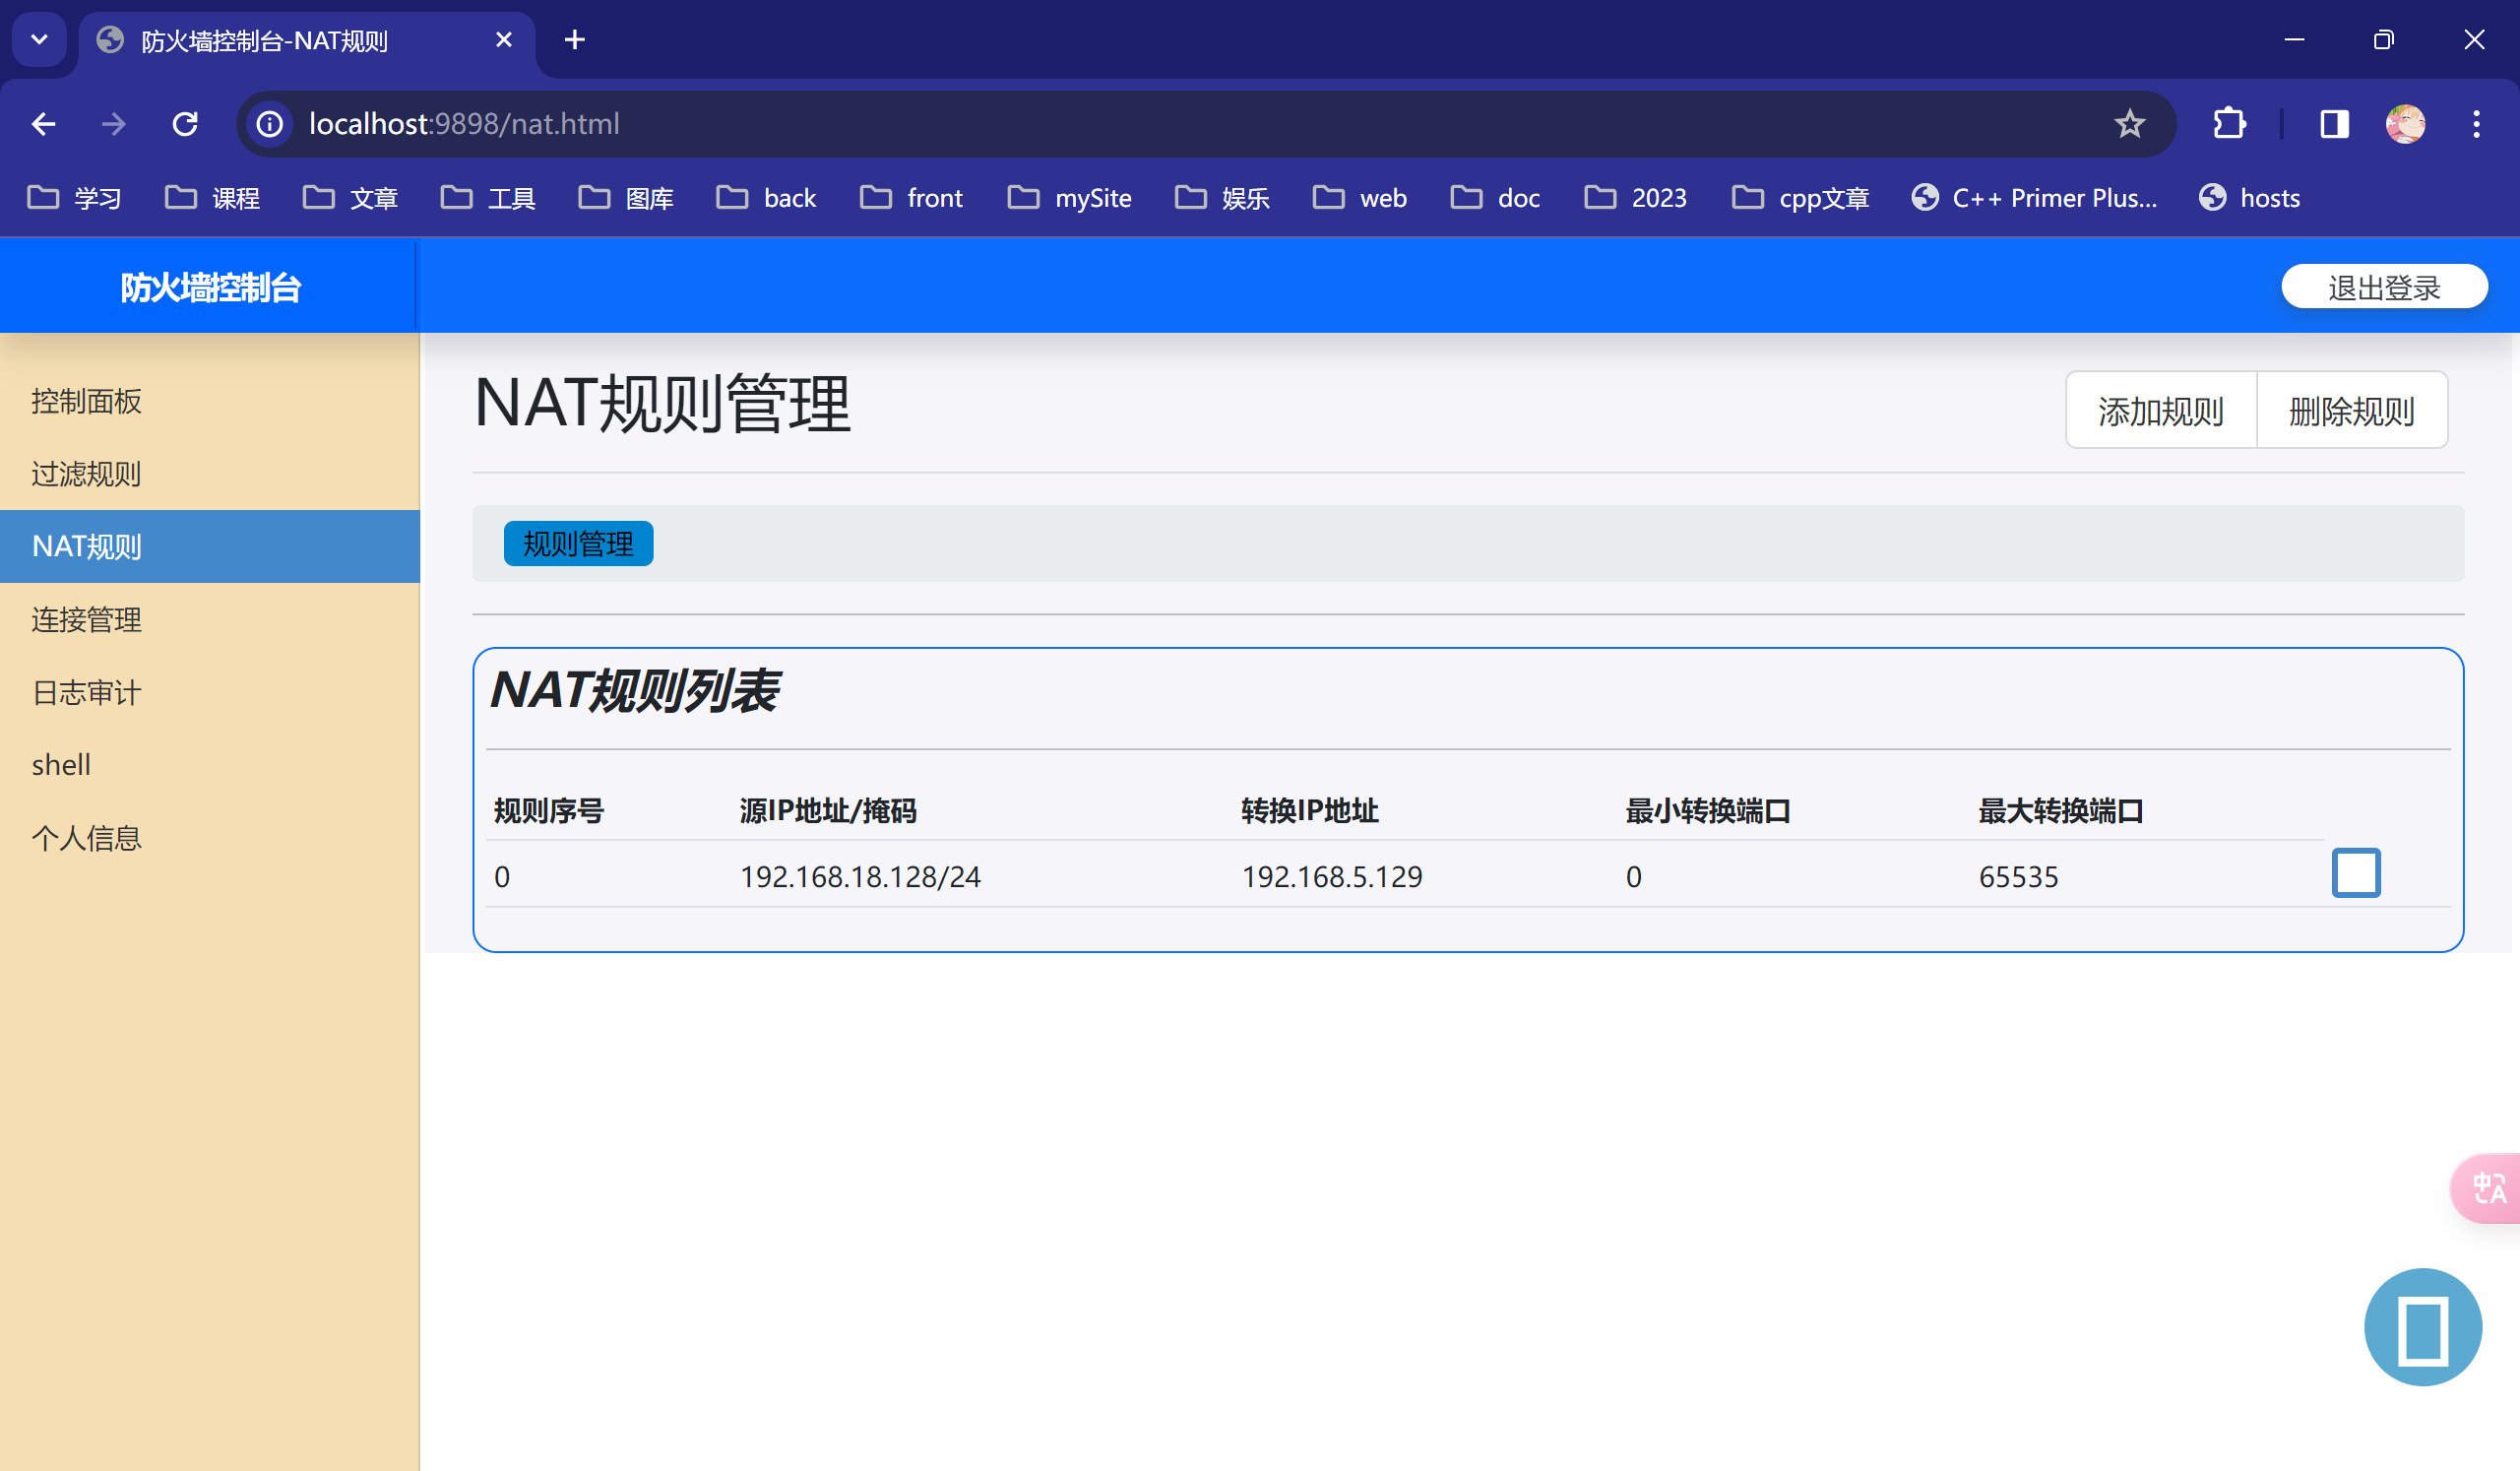 防火墙控制台-NAT规则
localhost:9898/nat.html
学习 课程 文章 工具 图库 back front mySite 娱乐 web doc 2023 cpp文章 C++ Primer Plus... hosts
防火墙控制台 退出登录
控制面板
过滤规则
NAT规则
连接管理
日志审计
shell
个人信息
NAT规则管理 添加规则 删除规则
规则管理
NAT规则列表
规则序号 源IP地址/掩码 转换IP地址 最小转换端口 最大转换端口
0 192.168.18.128/24 192.168.5.129 0 65535
中A